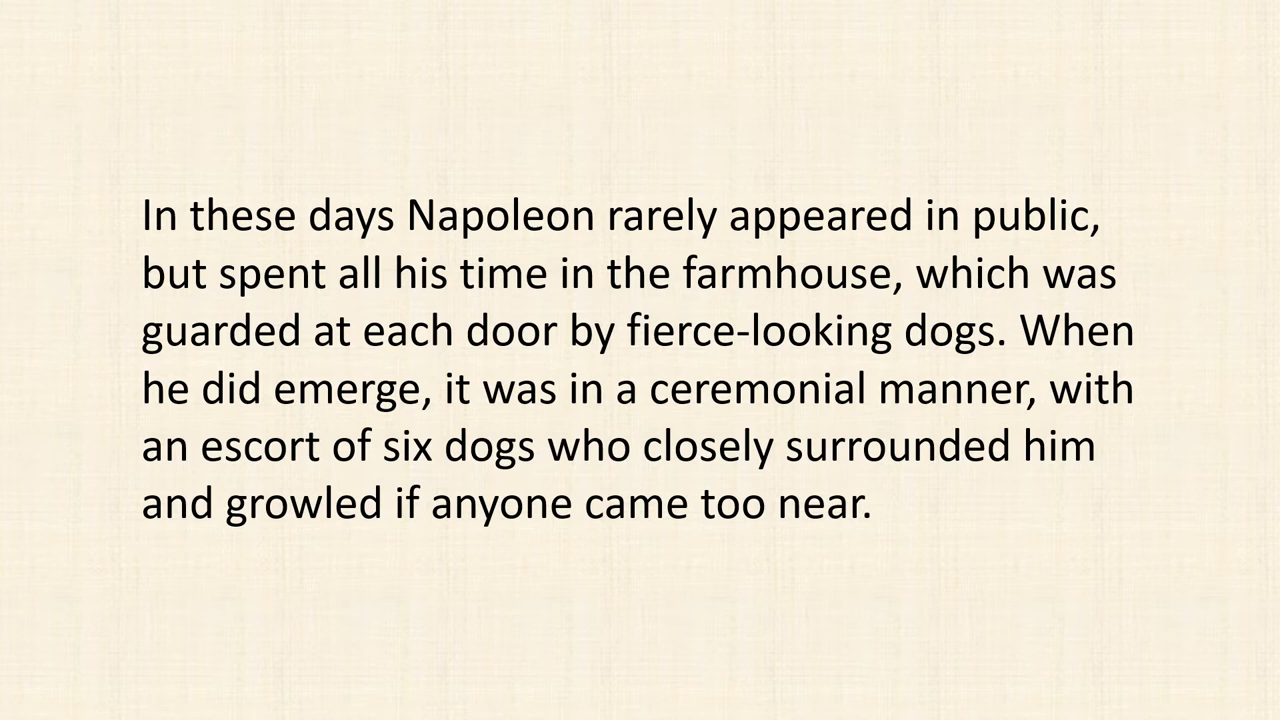 In these days Napoleon rarely appeared in public,
but spent all his time in the farmhouse, which was
guarded at each door by fierce-looking dogs. When
he did emerge, it was in a ceremonial manner, with
an escort of six dogs who closely surrounded him
and growled if anyone came too near.